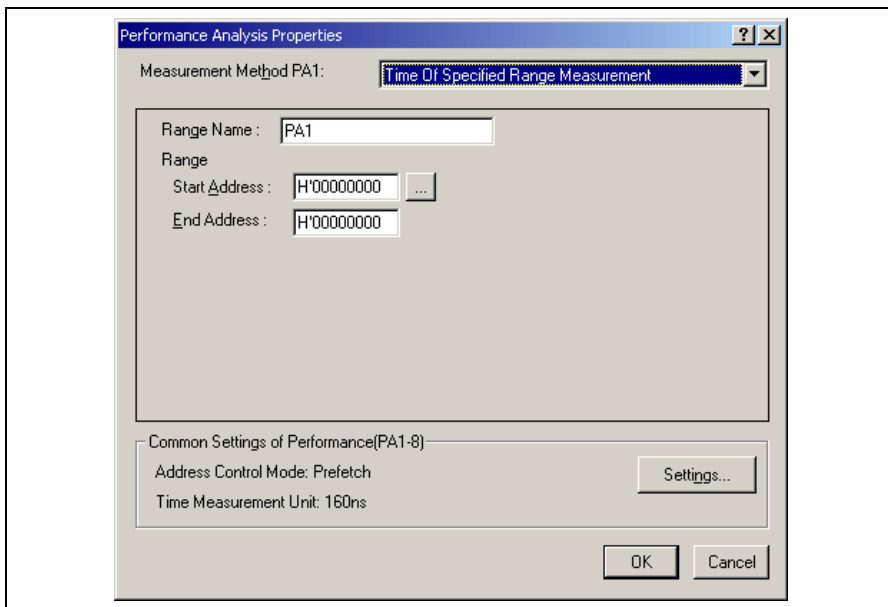 Performance Analysis Properties
Measurement Method PA1: Time Of Specified Range Measurement
Range Name : PA1
Range
Start Address : H'00000000 ...
End Address : H'00000000
Common Settings of Performance(PA1-8)
Address Control Mode: Prefetch
Settings...
Time Measurement Unit: 160ns
OK Cancel